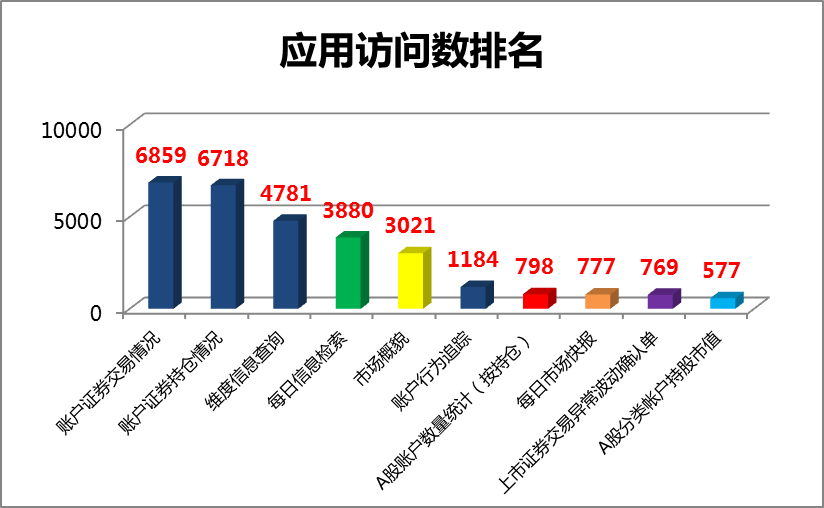 应用访问数排名
10000
5000
0
6859
6718
4781
3880
3021
1184
798
777
769
577
账户证券交易情况
账户证券持仓情况
维度信息查询
每日信息检索
市场概貌
账户行为追踪
A股账户数量统计（按持仓）
每日市场快报
上市证券交易异常波动确认单
A股分类帐户持股市值